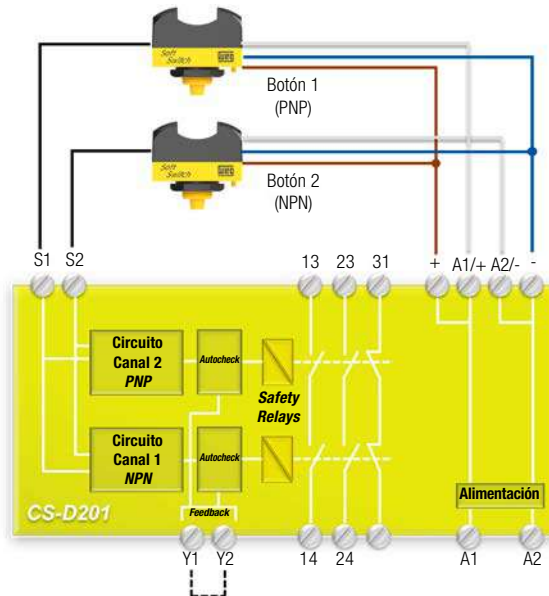 Soft
Switch
WEG
Botón 1
(PNP)
Soft
Switch
WEG
Botón 2
(NPN)
S1 S2 13 23 31 + A1/+ A2/- -
Circuito
Canal 2
PNP
Autocheck
Safety
Relays
Circuito
Canal 1
NPN
Autocheck
Alimentación
CS-D201
Feedback
Y1 Y2 14 24 A1 A2